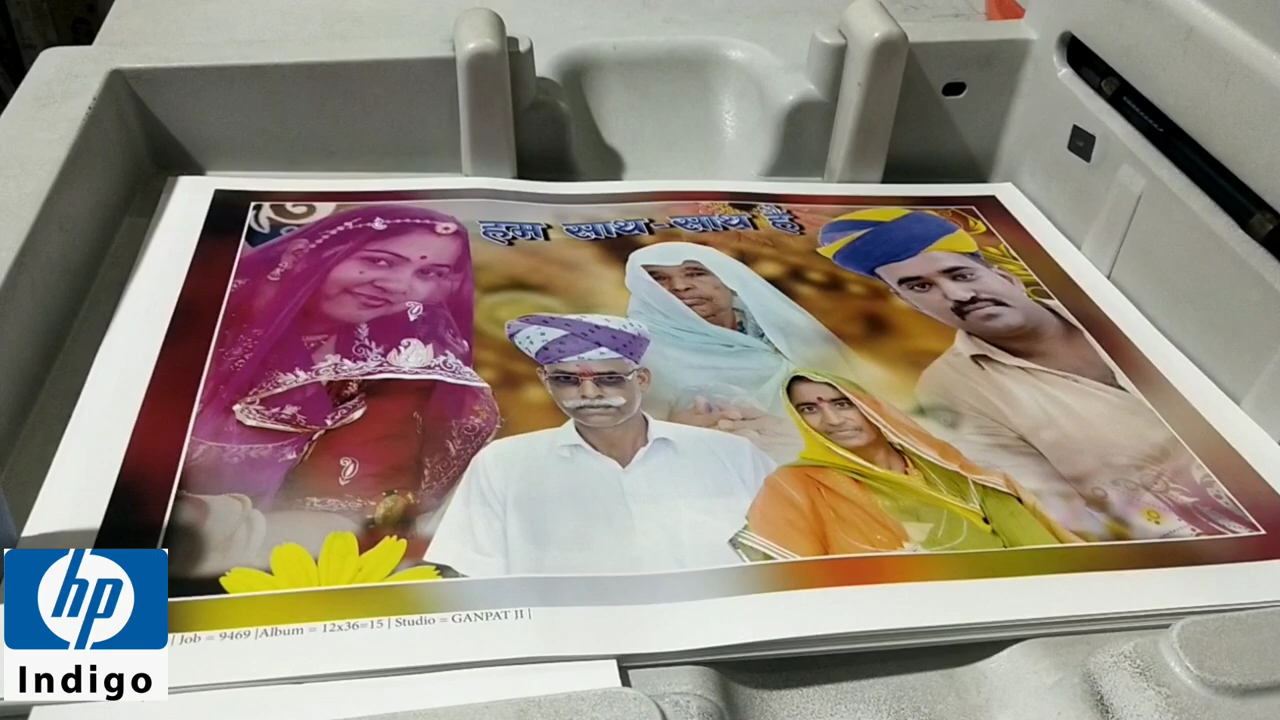 हम साथ-साथ है
| Job = 9469 |Album = 12x36=15 | Studio = GANPAT JI |
hp
Indigo